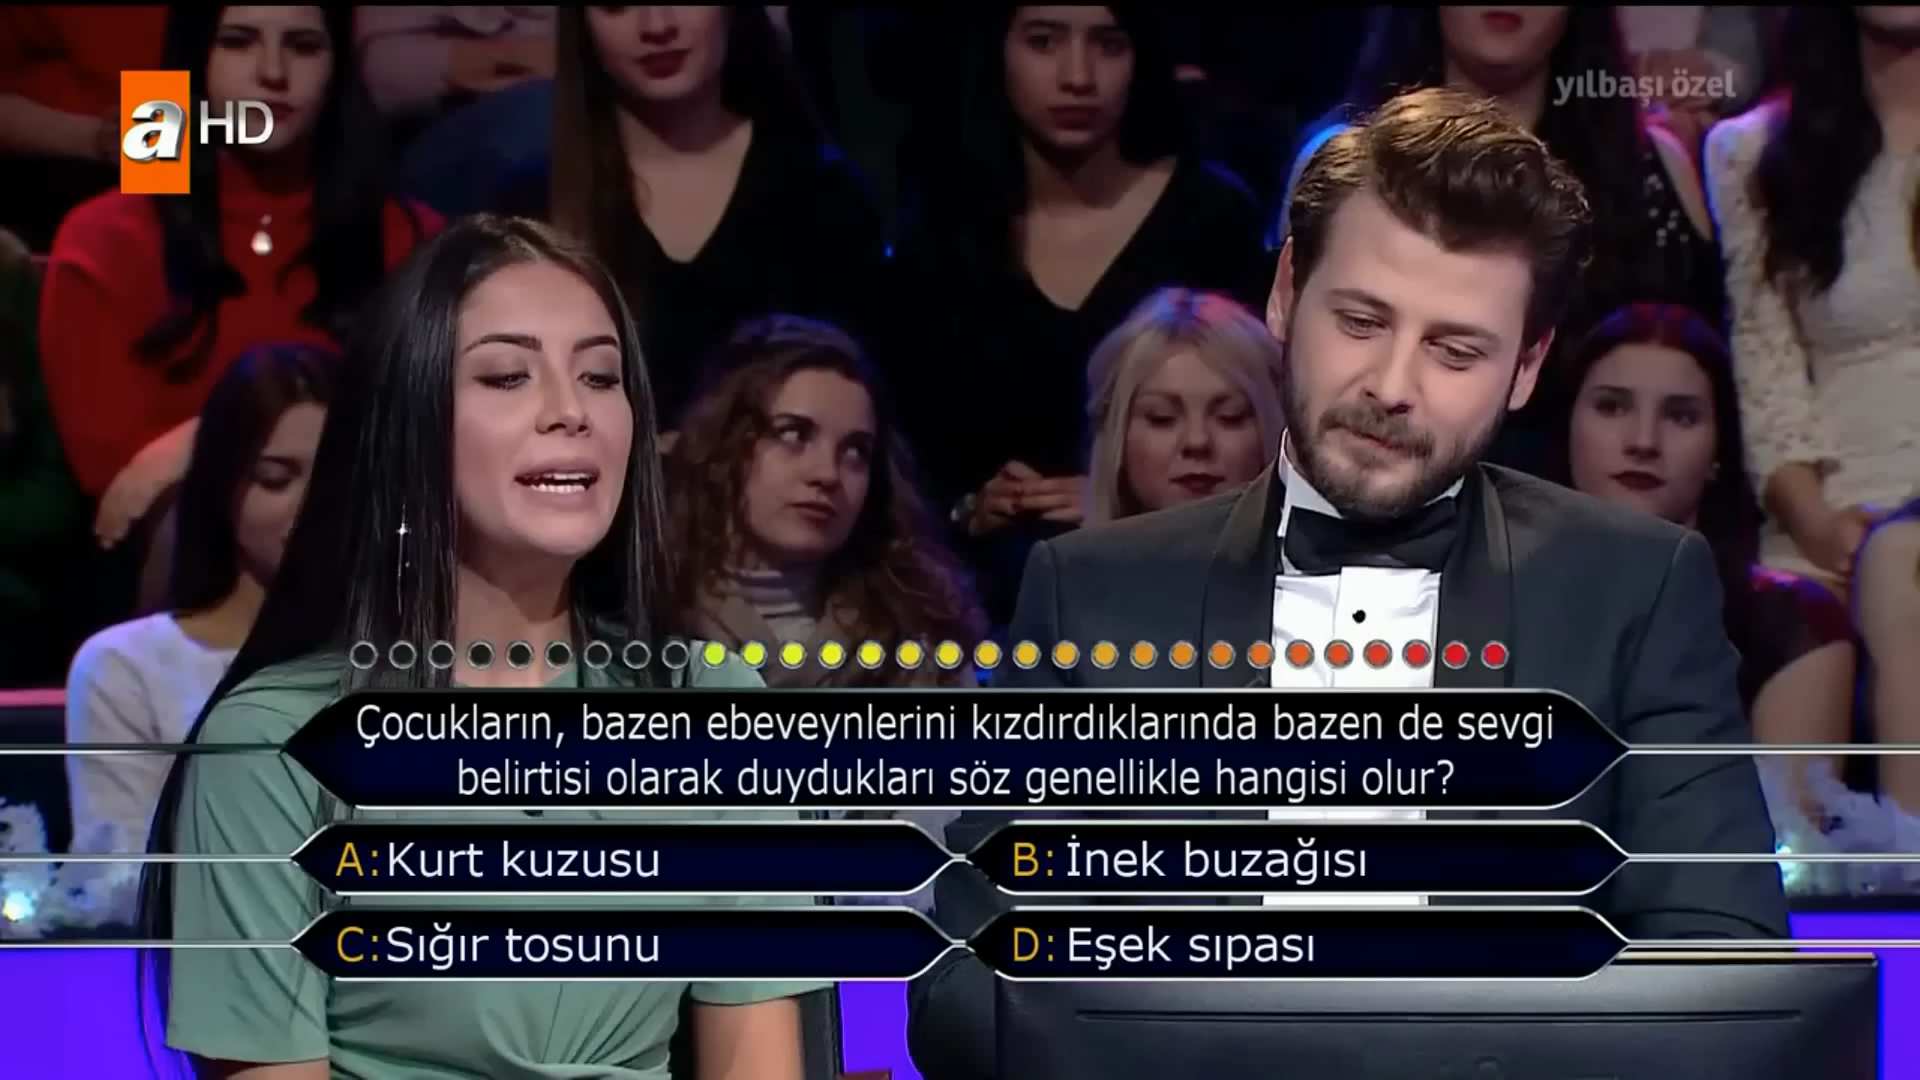 a HD
yılbaşı özel
Çocukların, bazen ebeveynlerini kızdırdıklarında bazen de sevgi
belirtisi olarak duydukları söz genellikle hangisi olur?
A: Kurt kuzusu
B: İnek buzağısı
C: Sığır tosunu
D: Eşek sıpası